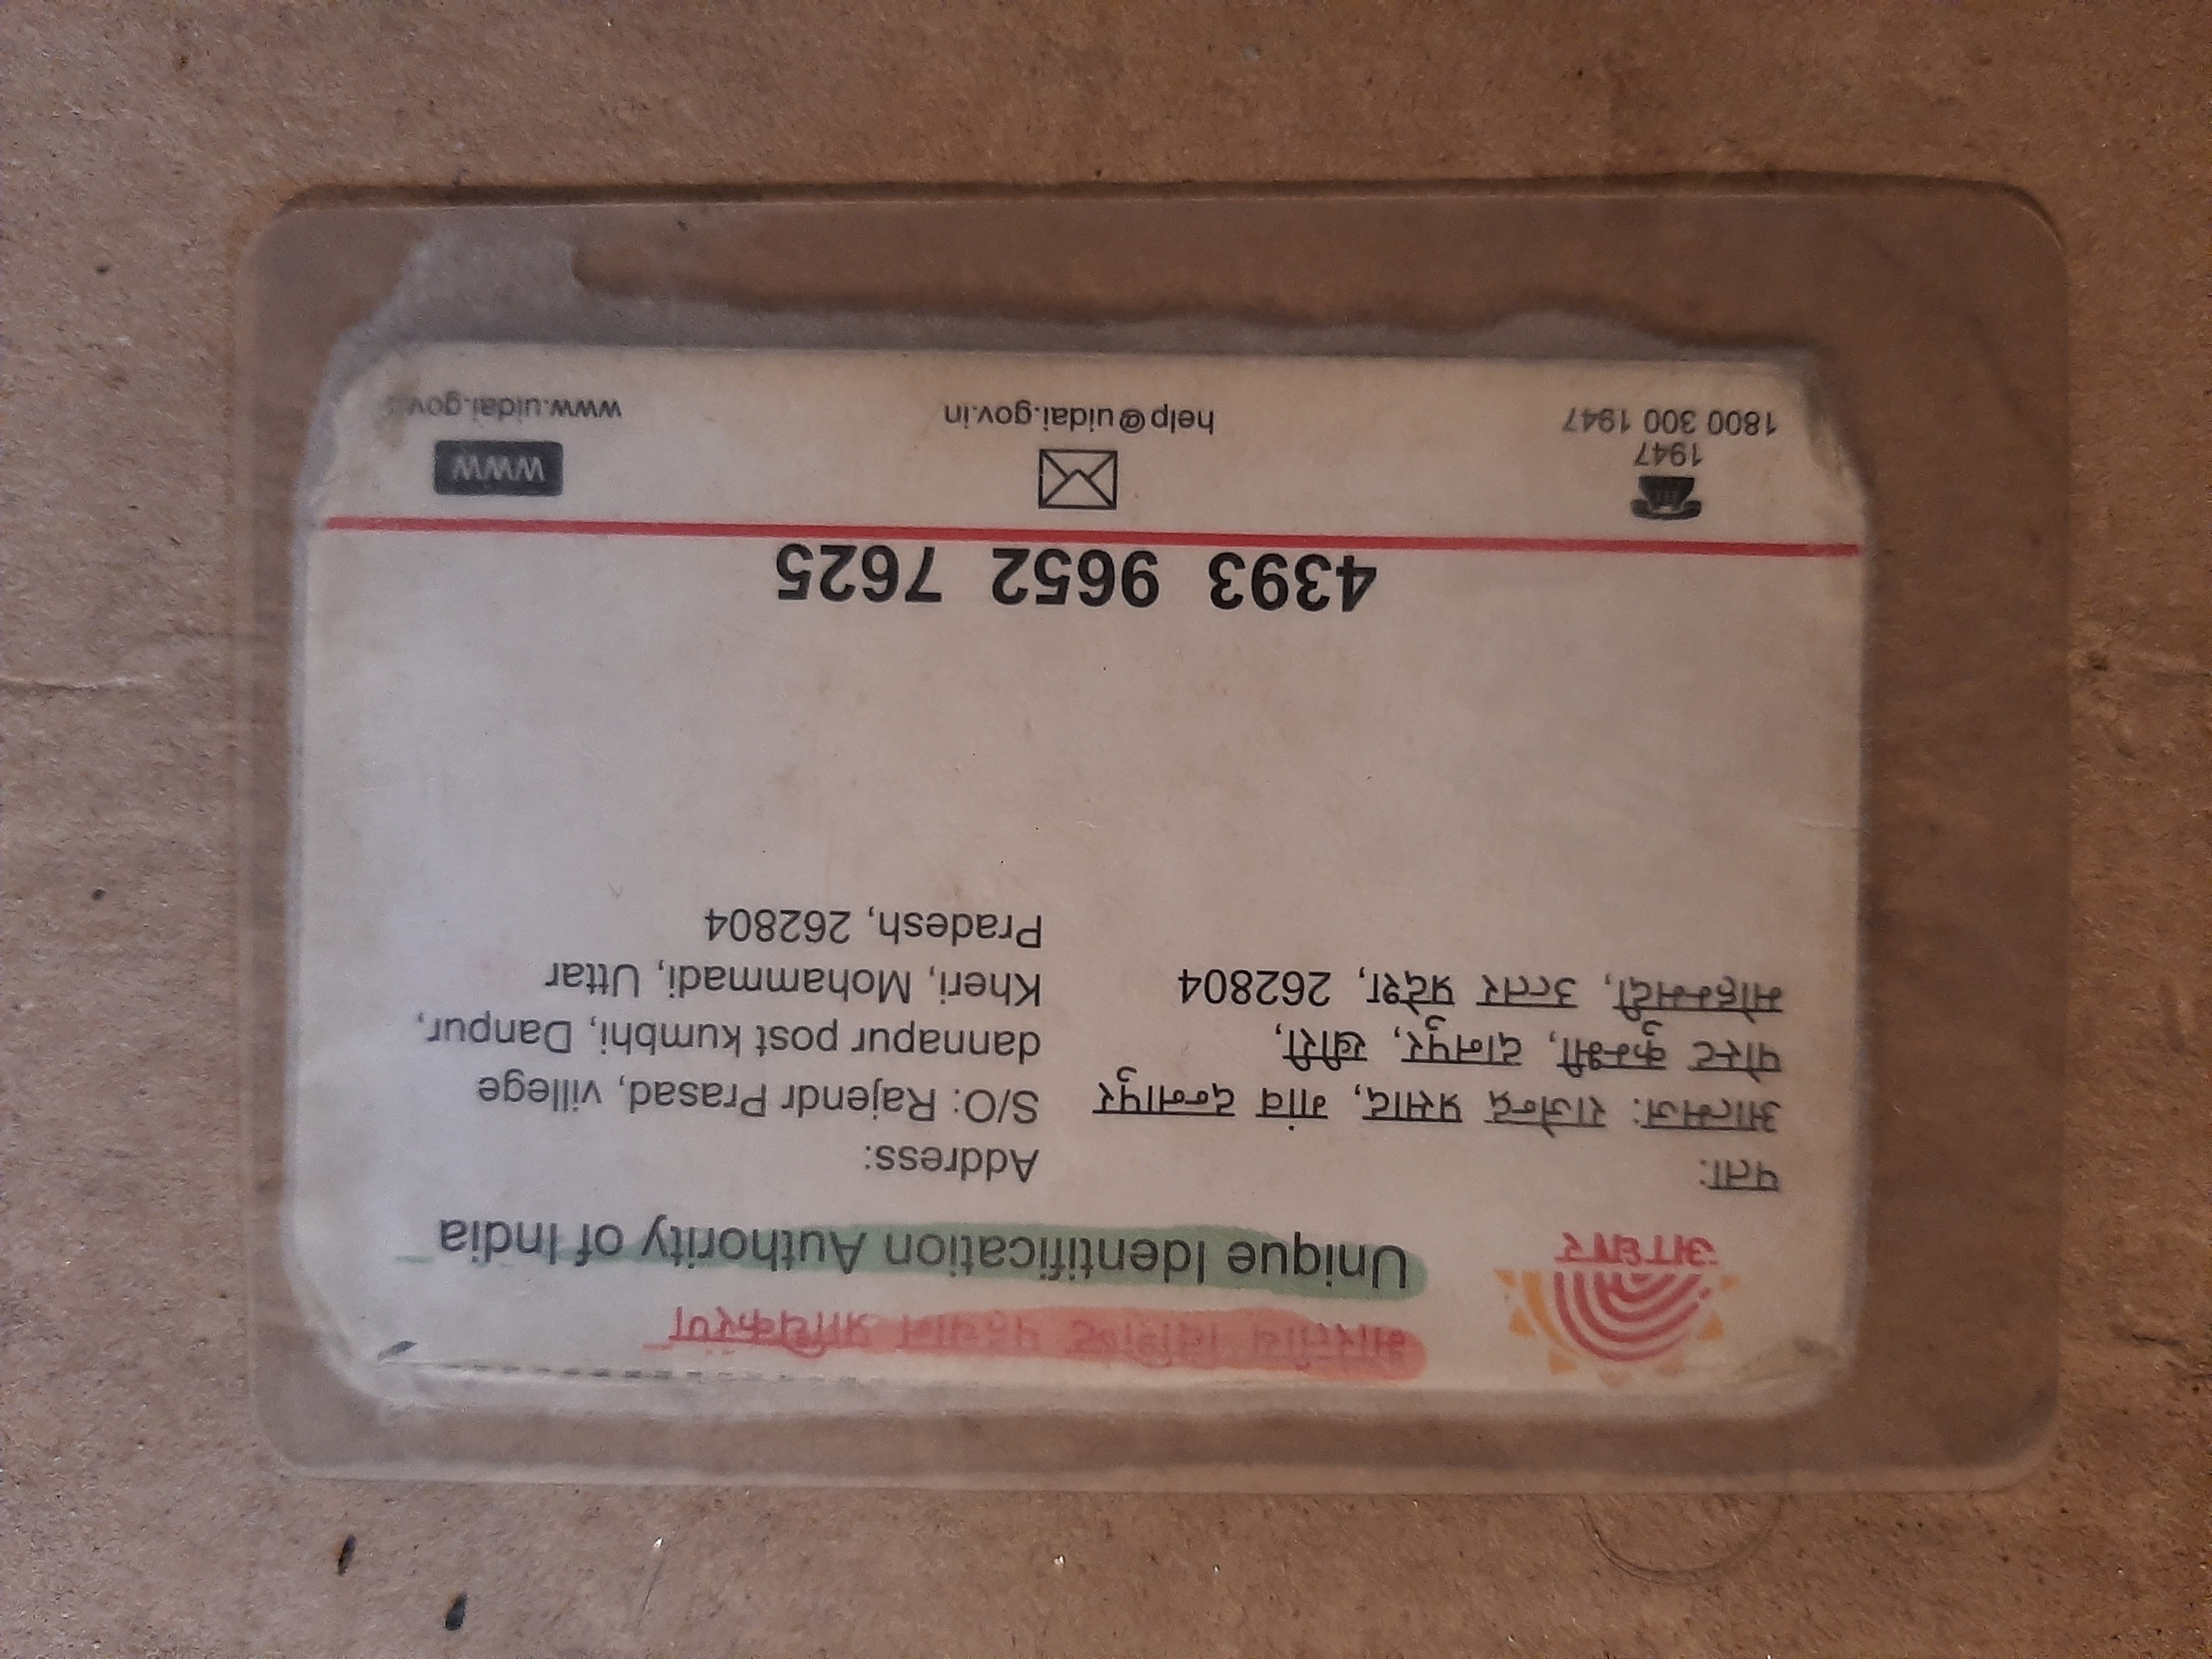 भारतीय विशिष्ट पहचान प्राधिकरण
Unique Identification Authority of India
आधार
पता:
आत्मज: राजेन्द्र प्रसाद, गांव दन्नापुर
पोस्ट कुम्भी, दानपुर, खीरी,
मोहम्मदी, उत्तर प्रदेश, 262804
Address:
S/O: Rajendr Prasad, villege
dannapur post kumbhi, Danpur,
Kheri, Mohammadi, Uttar
Pradesh, 262804
4393 9652 7625
1947
1800 300 1947
help@uidai.gov.in
WWW
www.uidai.gov